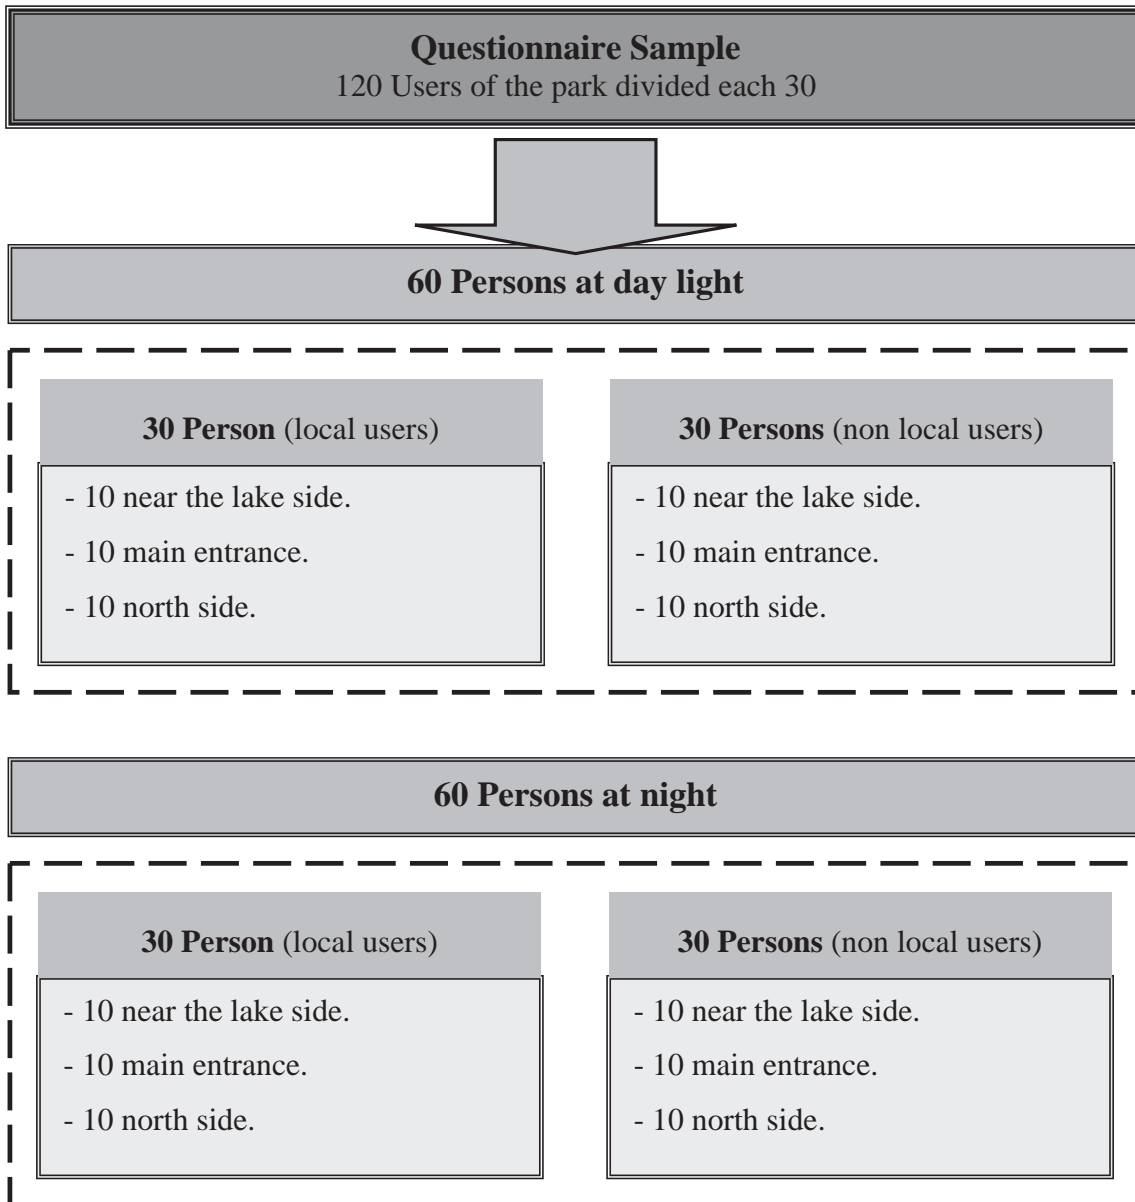 Questionnaire Sample
120 Users of the park divided each 30
60 Persons at day light
30 Person (local users)
- 10 near the lake side.
- 10 main entrance.
- 10 north side.
30 Persons (non local users)
- 10 near the lake side.
- 10 main entrance.
- 10 north side.
60 Persons at night
30 Person (local users)
- 10 near the lake side.
- 10 main entrance.
- 10 north side.
30 Persons (non local users)
- 10 near the lake side.
- 10 main entrance.
- 10 north side.